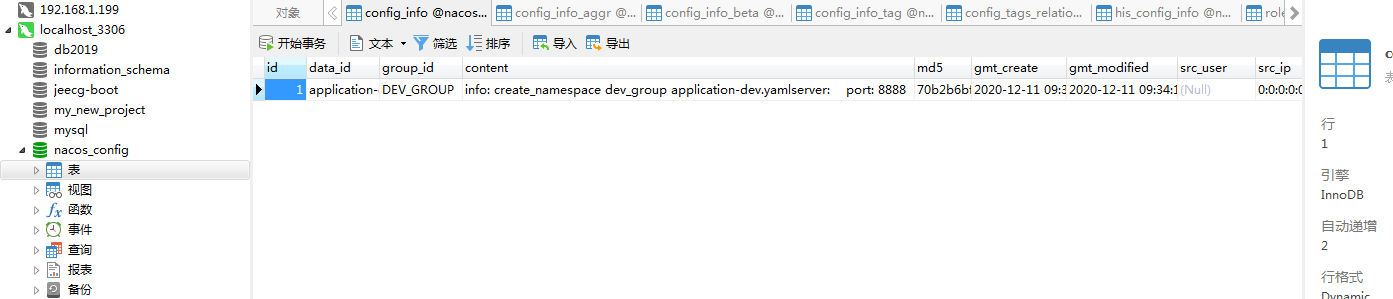 192.168.1.199
localhost_3306
db2019
information_schema
jeecg-boot
my_new_project
mysql
nacos_config
表
视图
函数
事件
查询
报表
备份
对象 config_info @nacos... config_info_aggr @... config_info_beta @... config_info_tag @n... config_tags_relatio... his_config_info @n... role
开始事务 文本 筛选 排序 导入 导出
id data_id group_id content md5 gmt_create gmt_modified src_user src_ip
1 application- DEV_GROUP info: create_namespace dev_group application-dev.yamlserver: port: 8888 70b2b6bf 2020-12-11 09:3 2020-12-11 09:34:1 (Null) 0:0:0:0:0
行
1
引擎
InnoDB
自动递增
2
行格式
Dynamic